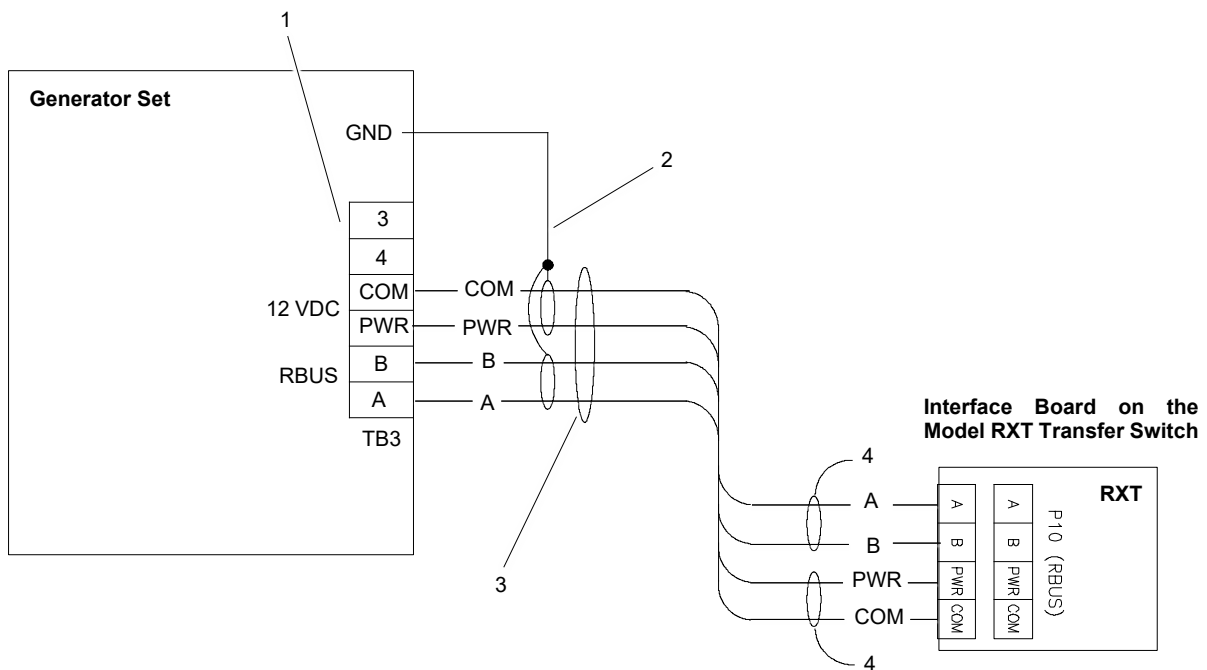 1
Generator Set
GND
2
3
4
COM
COM
12 VDC
PWR
PWR
B
B
RBUS
A
A
TB3
Interface Board on the
Model RXT Transfer Switch
4
RXT
A
A
A
P10 (RBUS)
B
B
B
3
PWR
PWR
PWR
COM
COM
COM
4